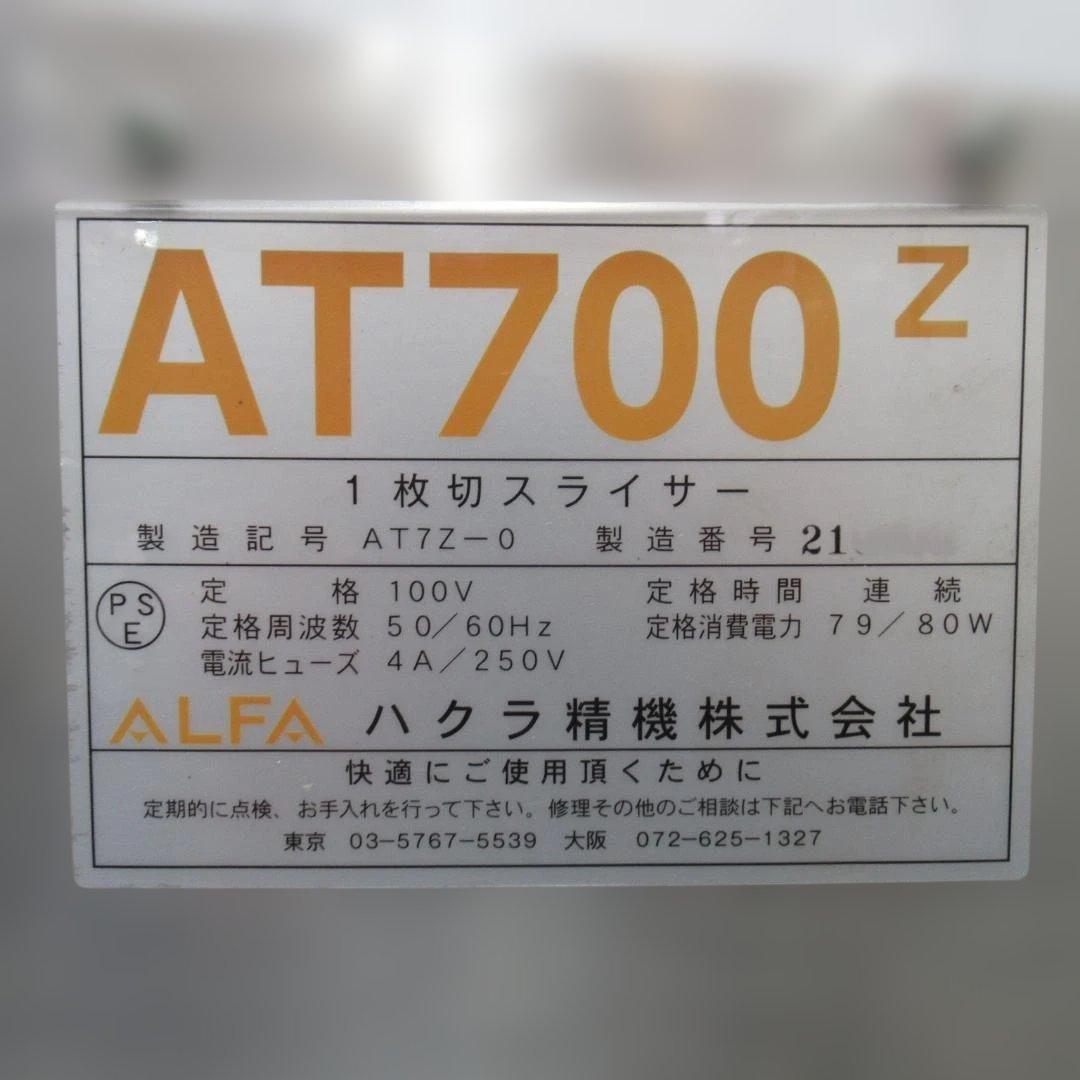 AT700 Z
1枚切スライサー
製造記号 AT7Z-0 製造番号 21
PSE
定格 100V 定格時間 連続
定格周波数 50/60Hz 定格消費電力 79/80W
電流ヒューズ 4A/250V
ALFA ハクラ精機株式会社
快適にご使用頂くために
定期的に点検、お手入れを行って下さい。修理その他のご相談は下記へお電話下さい。
東京 03-5767-5539 大阪 072-625-1327